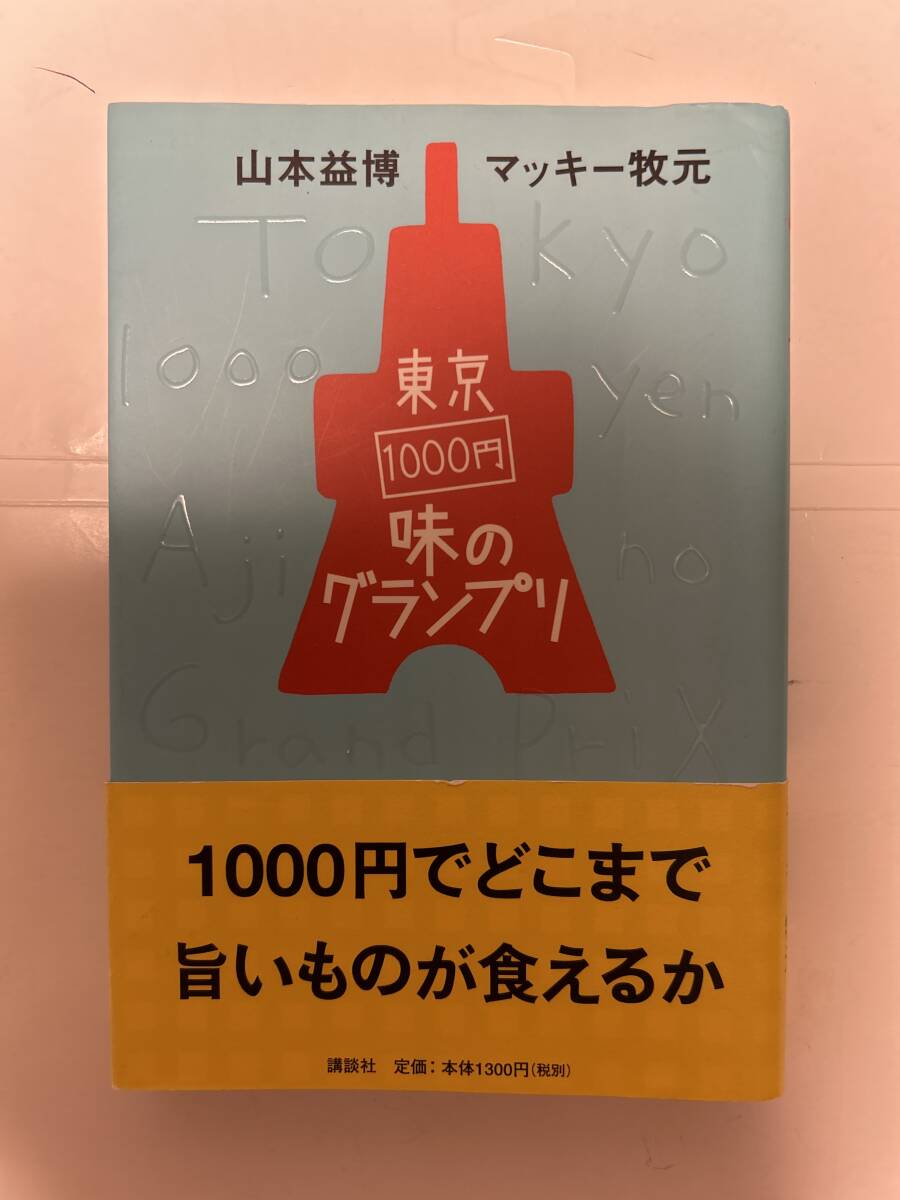 山本益博 マッキー牧元
Tokyo
1000 yen
Aji no
Grand Prix
東京
1000円
味の
グランプリ
1000円でどこまで
旨いものが食えるか
講談社 定価:本体1300円(税別)